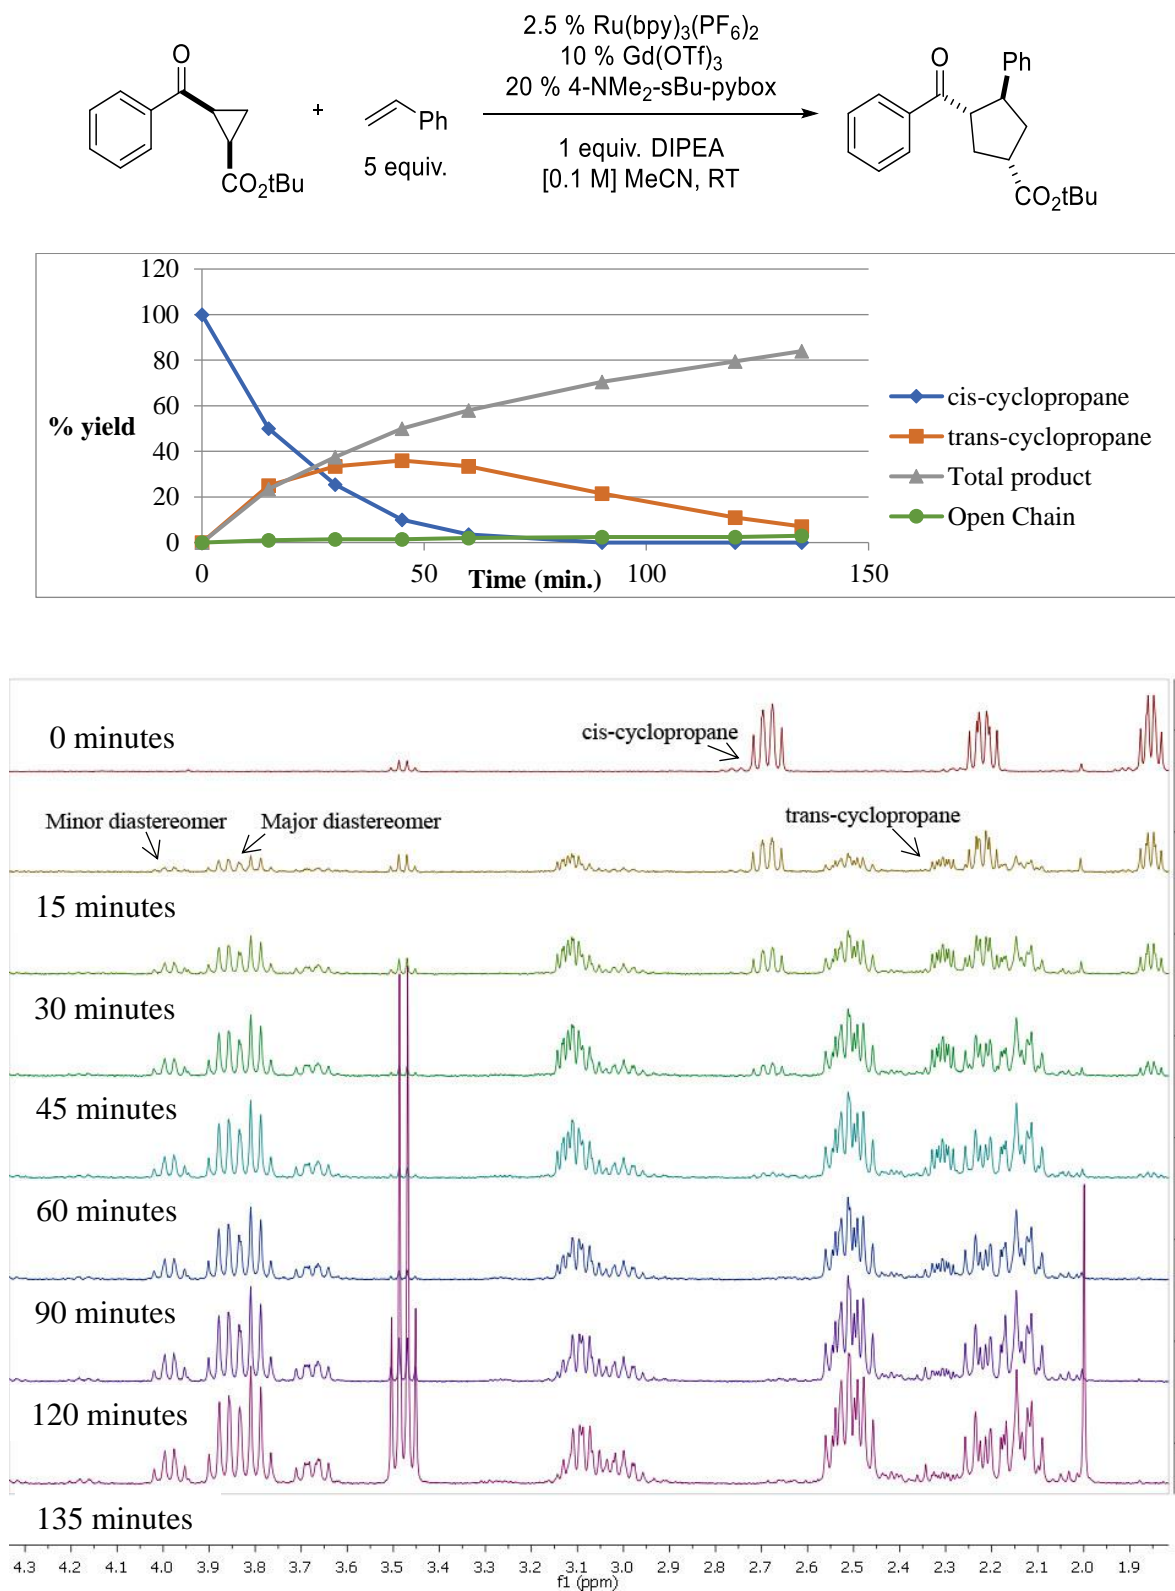 2.5 % Ru(bpy)₃(PF₆)₂
10 % Gd(OTf)₃
20 % 4-NMe₂-sBu-pybox
O
+
Ph
5 equiv.
CO₂tBu
1 equiv. DIPEA
[0.1 M] MeCN, RT
O
Ph
CO₂tBu
120
100
80
60
40
20
0
% yield
0
50
Time (min.)
100
150
cis-cyclopropane
trans-cyclopropane
Total product
Open Chain
0 minutes
cis-cyclopropane
Minor diastereomer
Major diastereomer
trans-cyclopropane
15 minutes
30 minutes
45 minutes
60 minutes
90 minutes
120 minutes
135 minutes
4.3 4.2 4.1 4.0 3.9 3.8 3.7 3.6 3.5 3.4 3.3 3.2 3.1 3.0 2.9 2.8 2.7 2.6 2.5 2.4 2.3 2.2 2.1 2.0 1.9
f1 (ppm)